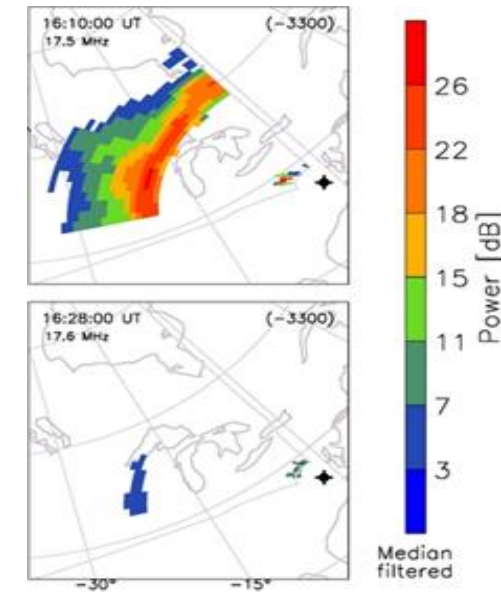 16:10:00 UT (-3300)
17.5 MHz
16:28:00 UT (-3300)
17.6 MHz
-30° -15°
26
22
18
15
11
7
3
Power [dB]
Median
filtered